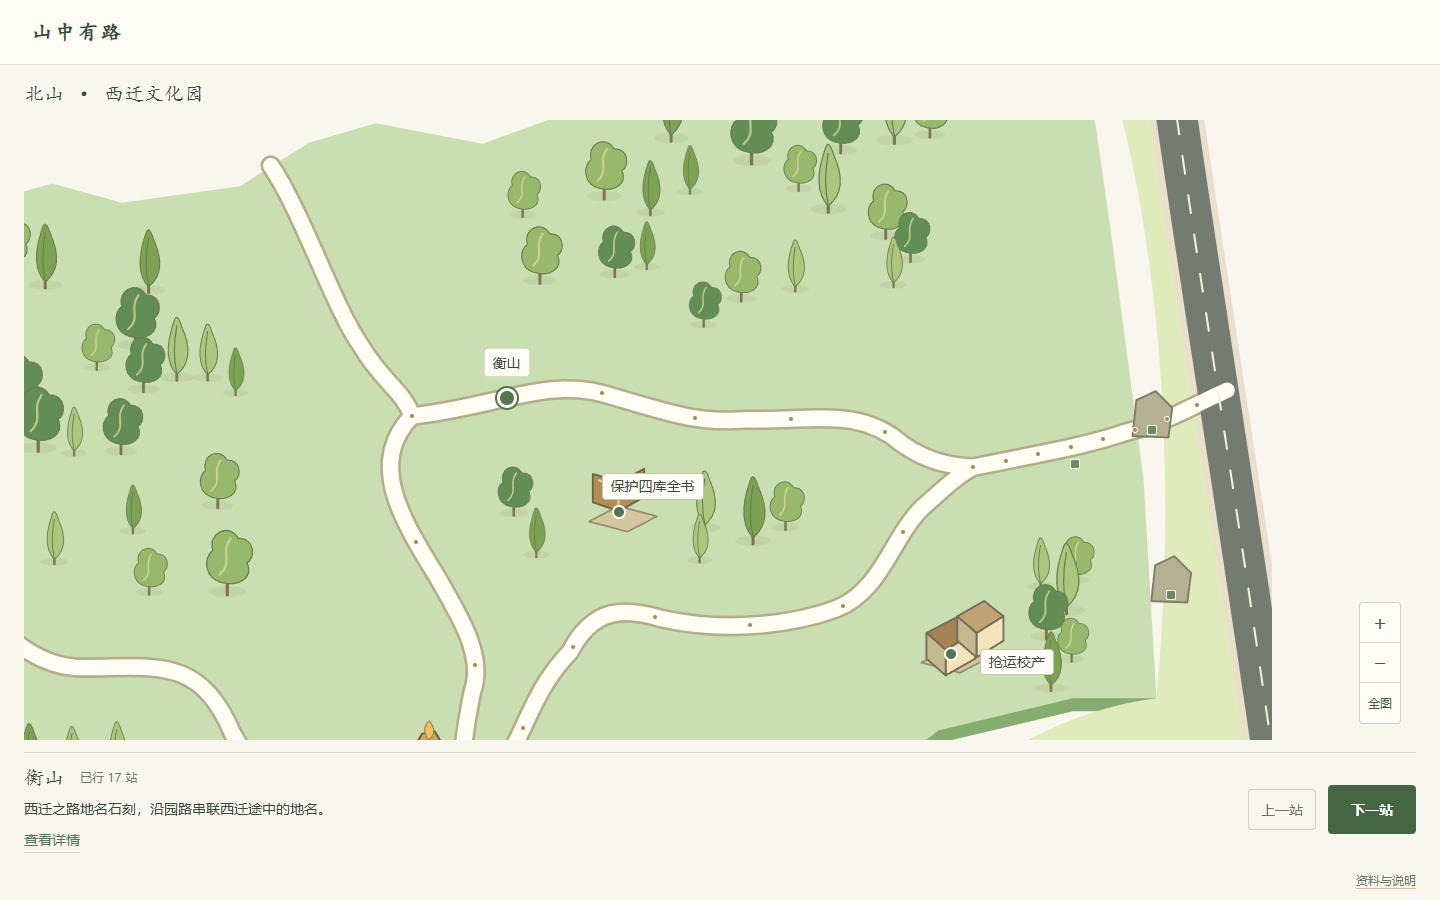 山中有路
北山 • 西迁文化园
衡山
保护四库全书
抢运校产
+
−
全图
衡山 已行 17 站
西迁之路地名石刻，沿园路串联西迁途中的地名。
查看详情
上一站
下一站
资料与说明